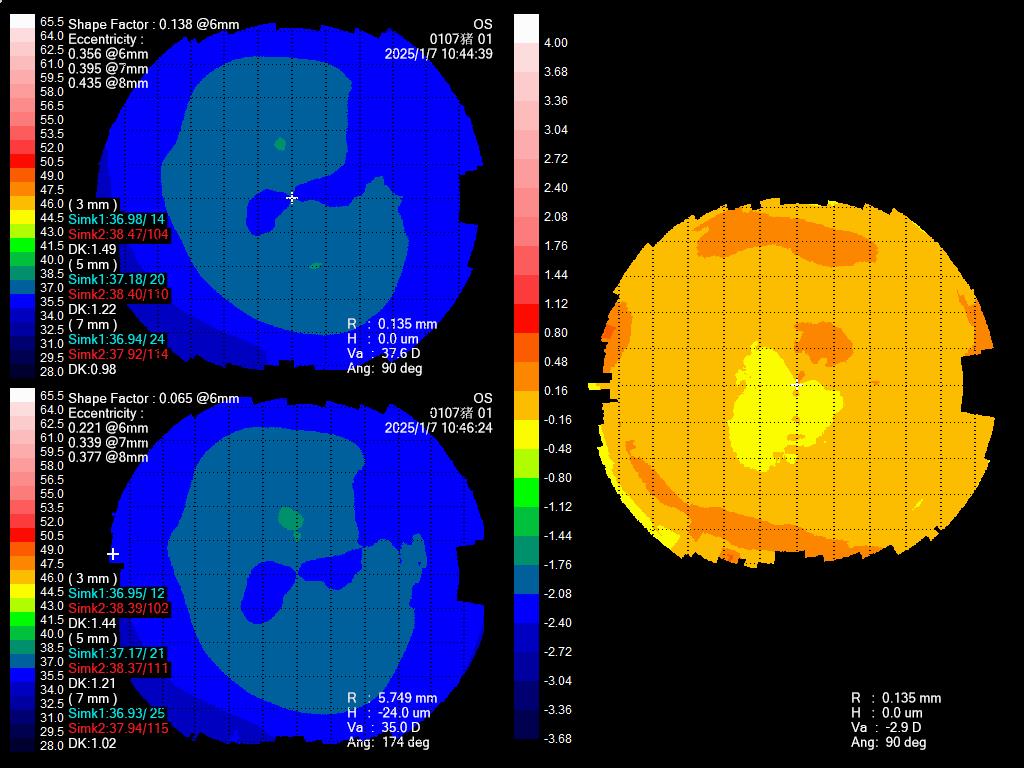 65.5
64.0
62.5
61.0
59.5
58.0
56.5
55.0
53.5
52.0
50.5
49.0
47.5
46.0
44.5
43.0
41.5
40.0
38.5
37.0
35.5
34.0
32.5
31.0
29.5
28.0
Shape Factor : 0.138 @6mm
Eccentricity :
0.356 @6mm
0.395 @7mm
0.435 @8mm
OS
0107猪 01
2025/1/7 10:44:39
( 3 mm )
Simk1:36.98/ 14
Simk2:38.47/104
DK:1.49
( 5 mm )
Simk1:37.18/ 20
Simk2:38.40/110
DK:1.22
( 7 mm )
Simk1:36.94/ 24
Simk2:37.92/114
DK:0.98
R : 0.135 mm
H : 0.0 um
Va : 37.6 D
Ang: 90 deg
65.5
64.0
62.5
61.0
59.5
58.0
56.5
55.0
53.5
52.0
50.5
49.0
47.5
46.0
44.5
43.0
41.5
40.0
38.5
37.0
35.5
34.0
32.5
31.0
29.5
28.0
Shape Factor : 0.065 @6mm
Eccentricity :
0.221 @6mm
0.339 @7mm
0.377 @8mm
OS
0107猪 01
2025/1/7 10:46:24
( 3 mm )
Simk1:36.95/ 12
Simk2:38.39/102
DK:1.44
( 5 mm )
Simk1:37.17/ 21
Simk2:38.37/111
DK:1.21
( 7 mm )
Simk1:36.93/ 25
Simk2:37.94/115
DK:1.02
R : 5.749 mm
H : -24.0 um
Va : 35.0 D
Ang: 174 deg
4.00
3.68
3.36
3.04
2.72
2.40
2.08
1.76
1.44
1.12
0.80
0.48
0.16
-0.16
-0.48
-0.80
-1.12
-1.44
-1.76
-2.08
-2.40
-2.72
-3.04
-3.36
-3.68
R : 0.135 mm
H : 0.0 um
Va : -2.9 D
Ang: 90 deg